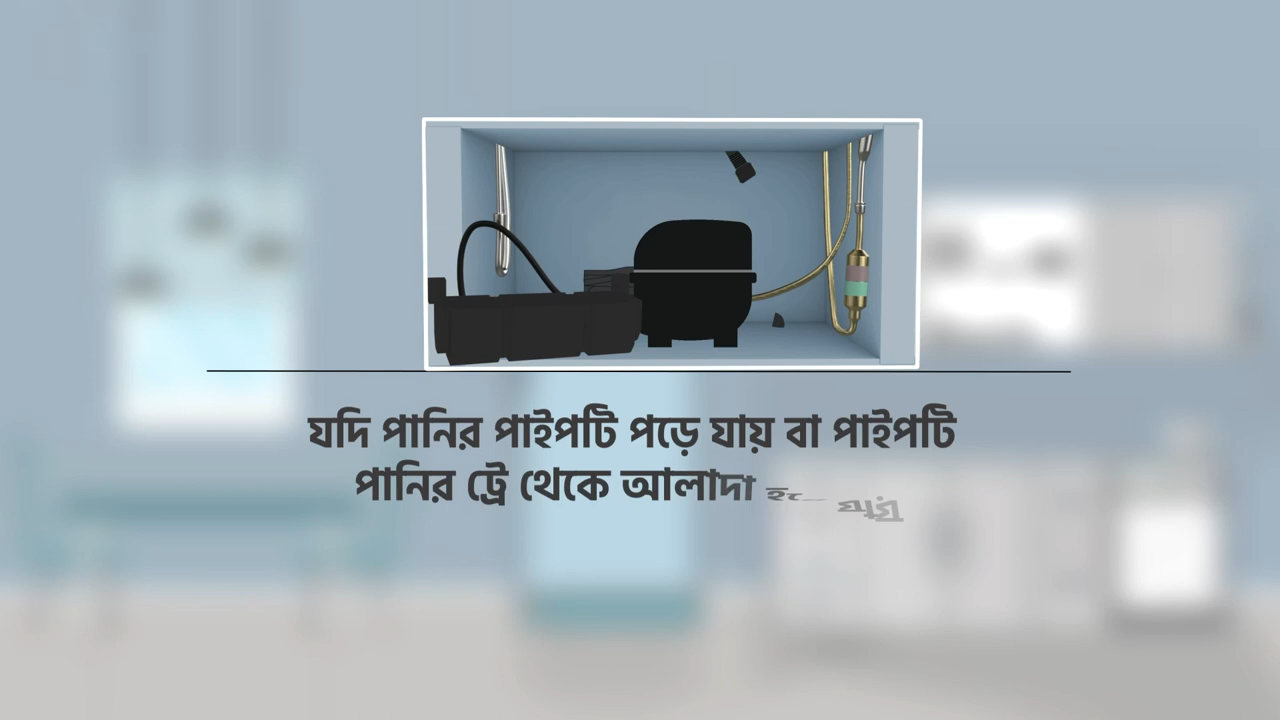 যদি পানির পাইপটি পড়ে যায় বা পাইপটি
পানির ট্রে থেকে আলাদা